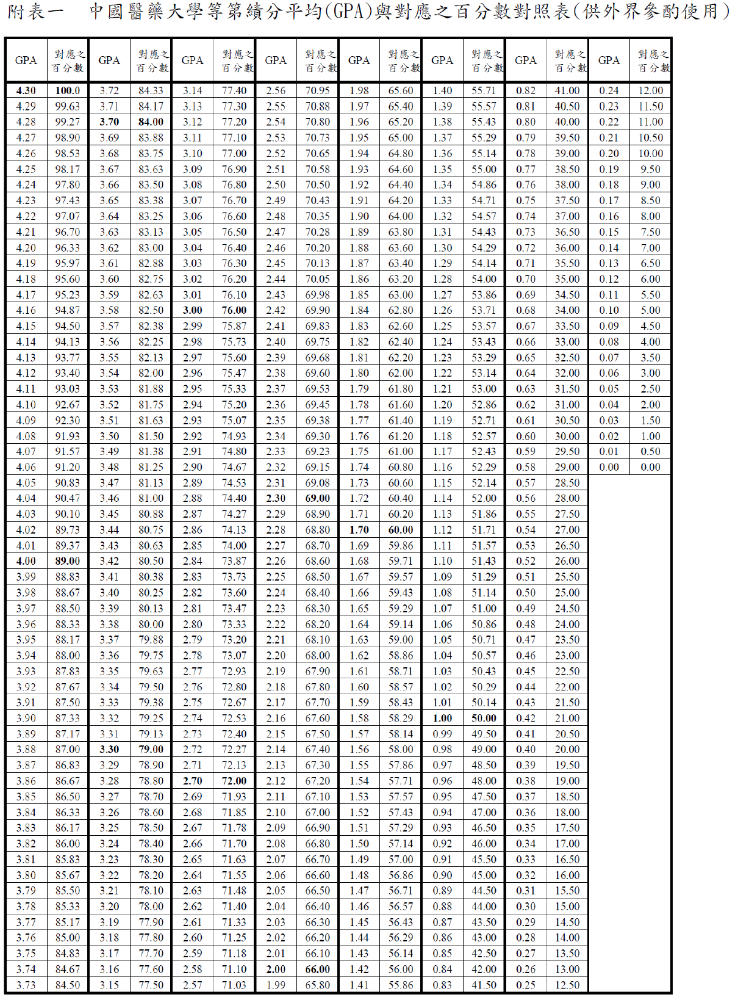 附表一　中國醫藥大學等第績分平均(GPA)與對應之百分數對照表(供外界參酌使用)
GPA 對應之百分數 GPA 對應之百分數 GPA 對應之百分數 GPA 對應之百分數 GPA 對應之百分數 GPA 對應之百分數 GPA 對應之百分數 GPA 對應之百分數
4.30 100.0 3.72 84.33 3.14 77.40 2.56 70.95 1.98 65.60 1.40 55.71 0.82 41.00 0.24 12.00
4.29 99.63 3.71 84.17 3.13 77.30 2.55 70.88 1.97 65.40 1.39 55.57 0.81 40.50 0.23 11.50
4.28 99.27 3.70 84.00 3.12 77.20 2.54 70.80 1.96 65.20 1.38 55.43 0.80 40.00 0.22 11.00
4.27 98.90 3.69 83.88 3.11 77.10 2.53 70.73 1.95 65.00 1.37 55.29 0.79 39.50 0.21 10.50
4.26 98.53 3.68 83.75 3.10 77.00 2.52 70.65 1.94 64.80 1.36 55.14 0.78 39.00 0.20 10.00
4.25 98.17 3.67 83.63 3.09 76.90 2.51 70.58 1.93 64.60 1.35 55.00 0.77 38.50 0.19 9.50
4.24 97.80 3.66 83.50 3.08 76.80 2.50 70.50 1.92 64.40 1.34 54.86 0.76 38.00 0.18 9.00
4.23 97.43 3.65 83.38 3.07 76.70 2.49 70.43 1.91 64.20 1.33 54.71 0.75 37.50 0.17 8.50
4.22 97.07 3.64 83.25 3.06 76.60 2.48 70.35 1.90 64.00 1.32 54.57 0.74 37.00 0.16 8.00
4.21 96.70 3.63 83.13 3.05 76.50 2.47 70.28 1.89 63.80 1.31 54.43 0.73 36.50 0.15 7.50
4.20 96.33 3.62 83.00 3.04 76.40 2.46 70.20 1.88 63.60 1.30 54.29 0.72 36.00 0.14 7.00
4.19 95.97 3.61 82.88 3.03 76.30 2.45 70.13 1.87 63.40 1.29 54.14 0.71 35.50 0.13 6.50
4.18 95.60 3.60 82.75 3.02 76.20 2.44 70.05 1.86 63.20 1.28 54.00 0.70 35.00 0.12 6.00
4.17 95.23 3.59 82.63 3.01 76.10 2.43 69.98 1.85 63.00 1.27 53.86 0.69 34.50 0.11 5.50
4.16 94.87 3.58 82.50 3.00 76.00 2.42 69.90 1.84 62.80 1.26 53.71 0.68 34.00 0.10 5.00
4.15 94.50 3.57 82.38 2.99 75.87 2.41 69.83 1.83 62.60 1.25 53.57 0.67 33.50 0.09 4.50
4.14 94.13 3.56 82.25 2.98 75.73 2.40 69.75 1.82 62.40 1.24 53.43 0.66 33.00 0.08 4.00
4.13 93.77 3.55 82.13 2.97 75.60 2.39 69.68 1.81 62.20 1.23 53.29 0.65 32.50 0.07 3.50
4.12 93.40 3.54 82.00 2.96 75.47 2.38 69.60 1.80 62.00 1.22 53.14 0.64 32.00 0.06 3.00
4.11 93.03 3.53 81.88 2.95 75.33 2.37 69.53 1.79 61.80 1.21 53.00 0.63 31.50 0.05 2.50
4.10 92.67 3.52 81.75 2.94 75.20 2.36 69.45 1.78 61.60 1.20 52.86 0.62 31.00 0.04 2.00
4.09 92.30 3.51 81.63 2.93 75.07 2.35 69.38 1.77 61.40 1.19 52.71 0.61 30.50 0.03 1.50
4.08 91.93 3.50 81.50 2.92 74.93 2.34 69.30 1.76 61.20 1.18 52.57 0.60 30.00 0.02 1.00
4.07 91.57 3.49 81.38 2.91 74.80 2.33 69.23 1.75 61.00 1.17 52.43 0.59 29.50 0.01 0.50
4.06 91.20 3.48 81.25 2.90 74.67 2.32 69.15 1.74 60.80 1.16 52.29 0.58 29.00 0.00 0.00
4.05 90.83 3.47 81.13 2.89 74.53 2.31 69.08 1.73 60.60 1.15 52.14 0.57 28.50
4.04 90.47 3.46 81.00 2.88 74.40 2.30 69.00 1.72 60.40 1.14 52.00 0.56 28.00
4.03 90.10 3.45 80.88 2.87 74.27 2.29 68.90 1.71 60.20 1.13 51.86 0.55 27.50
4.02 89.73 3.44 80.75 2.86 74.13 2.28 68.80 1.70 60.00 1.12 51.71 0.54 27.00
4.01 89.37 3.43 80.63 2.85 74.00 2.27 68.70 1.69 59.86 1.11 51.57 0.53 26.50
4.00 89.00 3.42 80.50 2.84 73.87 2.26 68.60 1.68 59.71 1.10 51.43 0.52 26.00
3.99 88.83 3.41 80.38 2.83 73.73 2.25 68.50 1.67 59.57 1.09 51.29 0.51 25.50
3.98 88.67 3.40 80.25 2.82 73.60 2.24 68.40 1.66 59.43 1.08 51.14 0.50 25.00
3.97 88.50 3.39 80.13 2.81 73.47 2.23 68.30 1.65 59.29 1.07 51.00 0.49 24.50
3.96 88.33 3.38 80.00 2.80 73.33 2.22 68.20 1.64 59.14 1.06 50.86 0.48 24.00
3.95 88.17 3.37 79.88 2.79 73.20 2.21 68.10 1.63 59.00 1.05 50.71 0.47 23.50
3.94 88.00 3.36 79.75 2.78 73.07 2.20 68.00 1.62 58.86 1.04 50.57 0.46 23.00
3.93 87.83 3.35 79.63 2.77 72.93 2.19 67.90 1.61 58.71 1.03 50.43 0.45 22.50
3.92 87.67 3.34 79.50 2.76 72.80 2.18 67.80 1.60 58.57 1.02 50.29 0.44 22.00
3.91 87.50 3.33 79.38 2.75 72.67 2.17 67.70 1.59 58.43 1.01 50.14 0.43 21.50
3.90 87.33 3.32 79.25 2.74 72.53 2.16 67.60 1.58 58.29 1.00 50.00 0.42 21.00
3.89 87.17 3.31 79.13 2.73 72.40 2.15 67.50 1.57 58.14 0.99 49.50 0.41 20.50
3.88 87.00 3.30 79.00 2.72 72.27 2.14 67.40 1.56 58.00 0.98 49.00 0.40 20.00
3.87 86.83 3.29 78.90 2.71 72.13 2.13 67.30 1.55 57.86 0.97 48.50 0.39 19.50
3.86 86.67 3.28 78.80 2.70 72.00 2.12 67.20 1.54 57.71 0.96 48.00 0.38 19.00
3.85 86.50 3.27 78.70 2.69 71.93 2.11 67.10 1.53 57.57 0.95 47.50 0.37 18.50
3.84 86.33 3.26 78.60 2.68 71.85 2.10 67.00 1.52 57.43 0.94 47.00 0.36 18.00
3.83 86.17 3.25 78.50 2.67 71.78 2.09 66.90 1.51 57.29 0.93 46.50 0.35 17.50
3.82 86.00 3.24 78.40 2.66 71.70 2.08 66.80 1.50 57.14 0.92 46.00 0.34 17.00
3.81 85.83 3.23 78.30 2.65 71.63 2.07 66.70 1.49 57.00 0.91 45.50 0.33 16.50
3.80 85.67 3.22 78.20 2.64 71.55 2.06 66.60 1.48 56.86 0.90 45.00 0.32 16.00
3.79 85.50 3.21 78.10 2.63 71.48 2.05 66.50 1.47 56.71 0.89 44.50 0.31 15.50
3.78 85.33 3.20 78.00 2.62 71.40 2.04 66.40 1.46 56.57 0.88 44.00 0.30 15.00
3.77 85.17 3.19 77.90 2.61 71.33 2.03 66.30 1.45 56.43 0.87 43.50 0.29 14.50
3.76 85.00 3.18 77.80 2.60 71.25 2.02 66.20 1.44 56.29 0.86 43.00 0.28 14.00
3.75 84.83 3.17 77.70 2.59 71.18 2.01 66.10 1.43 56.14 0.85 42.50 0.27 13.50
3.74 84.67 3.16 77.60 2.58 71.10 2.00 66.00 1.42 56.00 0.84 42.00 0.26 13.00
3.73 84.50 3.15 77.50 2.57 71.03 1.99 65.80 1.41 55.86 0.83 41.50 0.25 12.50